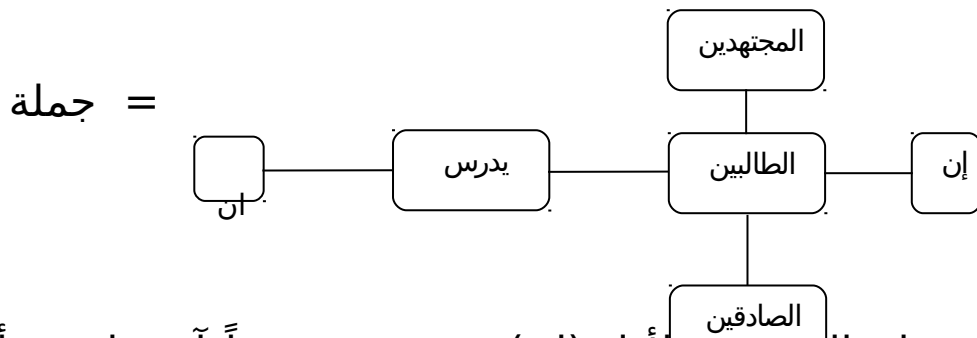 المجتهدين
= جملة
إن
الطالبين
يدرس
ان
الصادقين